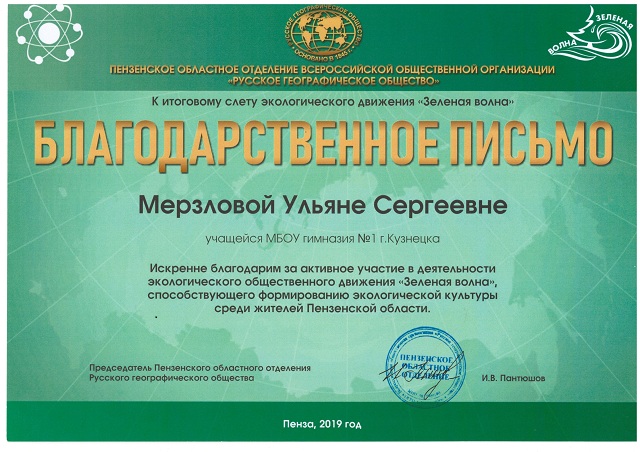 РУССКОЕ ГЕОГРАФИЧЕСКОЕ ОБЩЕСТВО
ОСНОВАНО В 1845 г.
ЗЕЛЕНАЯ
ВОЛНА
ПЕНЗЕНСКОЕ ОБЛАСТНОЕ ОТДЕЛЕНИЕ ВСЕРОССИЙСКОЙ ОБЩЕСТВЕННОЙ ОРГАНИЗАЦИИ
«РУССКОЕ ГЕОГРАФИЧЕСКОЕ ОБЩЕСТВО»
К итоговому слету экологического движения «Зеленая волна»
БЛАГОДАРСТВЕННОЕ ПИСЬМО
Мерзловой Ульяне Сергеевне
учащейся МБОУ гимназия №1 г.Кузнецка
Искренне благодарим за активное участие в деятельности
экологического общественного движения «Зеленая волна»,
способствующего формированию экологической культуры
среди жителей Пензенской области.
ПЕНЗЕНСКОЕ
ОБЛАСТНОЕ
ОТДЕЛЕНИЕ
Председатель Пензенского областного отделения
Русского географического общества
И.В. Пантюшов
Пенза, 2019 год